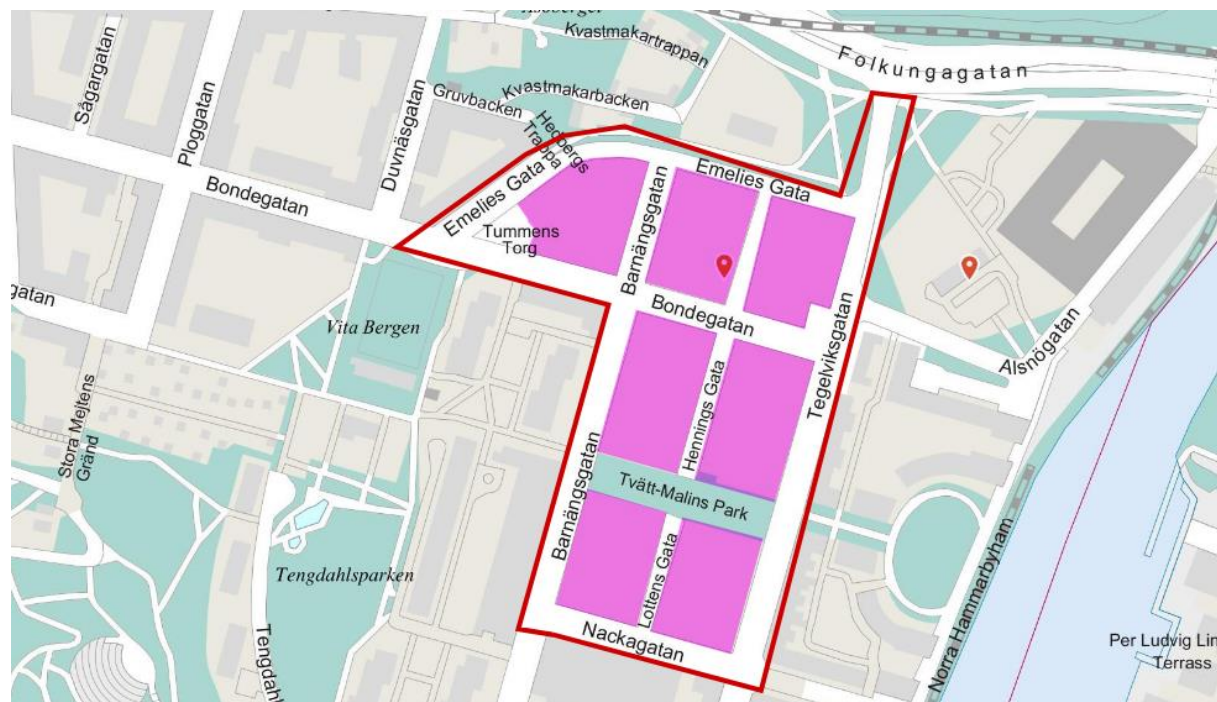 Kvastmakartrappan
Folkungagatan
Sågargatan
Ploggatan
Duvnäsgatan
Gruvbacken
Kvastmakarbacken
Hedbergs
Trappa
Bondegatan
Emelies Gata
Emelies Gata
Tummens
Torg
Barnängsgatan
gatan
Vita Bergen
Bondegatan
Tegelviksgatan
Alsnögatan
Stora Mejtens
Gränd
Hennings Gata
Barnängsgatan
Tvätt-Malins Park
Tengdahlsparken
Lottens Gata
Norra Hammarbyham
Nackagatan
Tengdahl
Per Ludvig Lin
Terrass